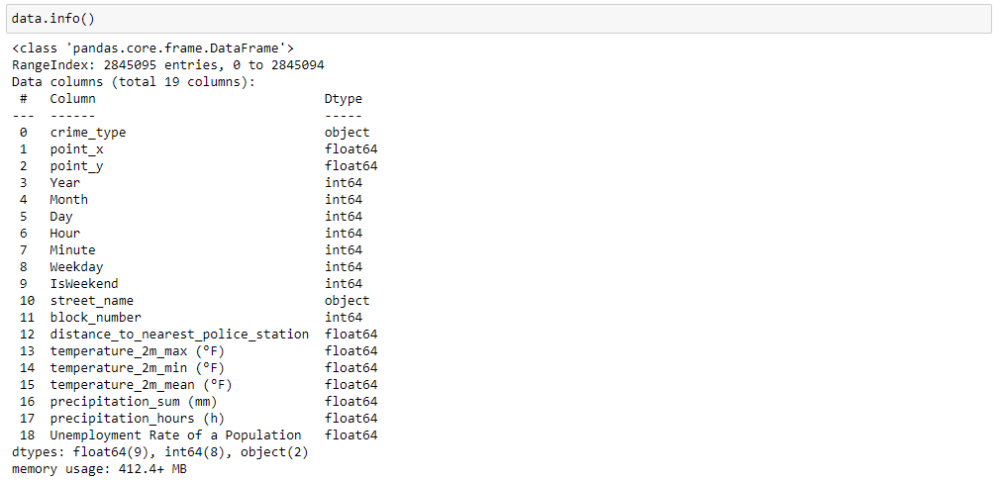 data.info()
<class 'pandas.core.frame.DataFrame'>
RangeIndex: 2845095 entries, 0 to 2845094
Data columns (total 19 columns):
 #   Column                              Dtype
---  ------                              -----
 0   crime_type                          object
 1   point_x                             float64
 2   point_y                             float64
 3   Year                                int64
 4   Month                               int64
 5   Day                                 int64
 6   Hour                                int64
 7   Minute                              int64
 8   Weekday                             int64
 9   IsWeekend                           int64
 10  street_name                         object
 11  block_number                        int64
 12  distance_to_nearest_police_station  float64
 13  temperature_2m_max (°F)             float64
 14  temperature_2m_min (°F)             float64
 15  temperature_2m_mean (°F)            float64
 16  precipitation_sum (mm)              float64
 17  precipitation_hours (h)             float64
 18  Unemployment Rate of a Population   float64
dtypes: float64(9), int64(8), object(2)
memory usage: 412.4+ MB